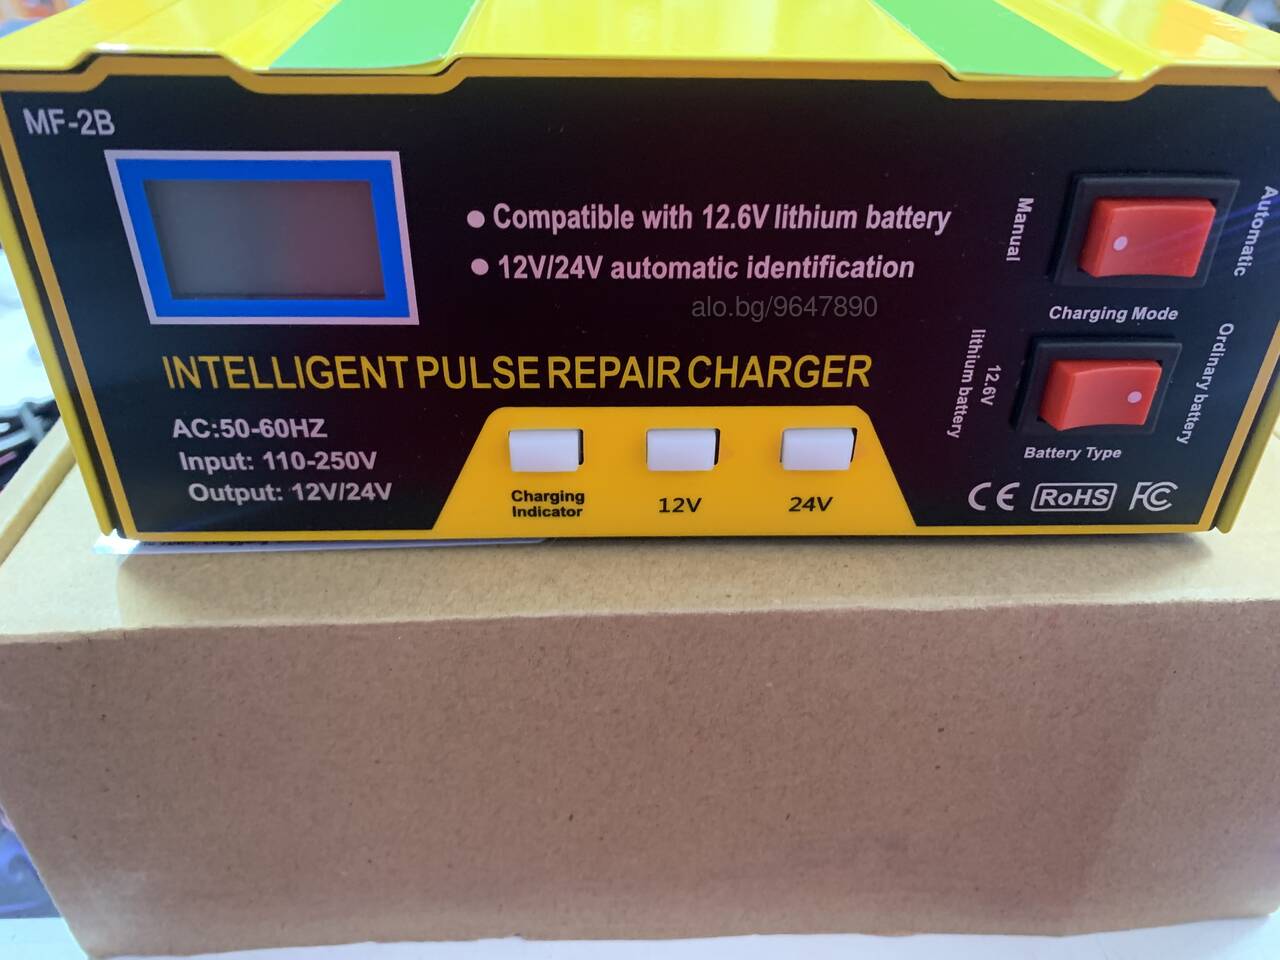 MF-2B
Compatible with 12.6V lithium battery
12V/24V automatic identification
alo.bg/9647890
INTELLIGENT PULSE REPAIR CHARGER
AC:50-60HZ
Input: 110-250V
Output: 12V/24V
Charging
Indicator
12V
24V
Manual
Automatic
Charging Mode
12.6V
lithium battery
Ordinary battery
Battery Type
CE
RoHS
FC